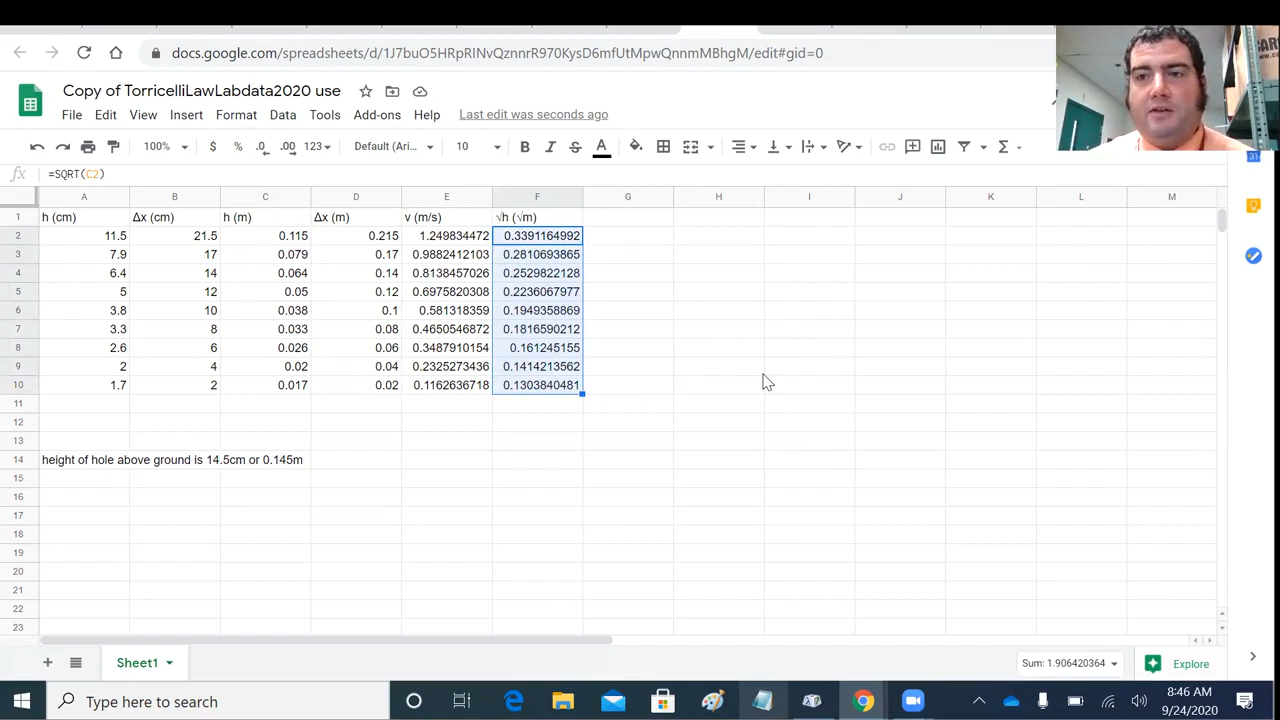 docs.google.com/spreadsheets/d/1J7buO5HRpRINvQznnrR970KysD6mfUtMpwQnnmMBhgM/edit#gid=0
Copy of TorricelliLawLabdata2020 use
File Edit View Insert Format Data Tools Add-ons Help Last edit was seconds ago
100% $ % .0 .00 123 Default (Ari... 10 B I S A Σ
fx =SQRT(C2)
A B C D E F G H I J K L M
1 h (cm) Δx (cm) h (m) Δx (m) v (m/s) √h (√m)
2 11.5 21.5 0.115 0.215 1.249834472 0.3391164992
3 7.9 17 0.079 0.17 0.9882412103 0.2810693865
4 6.4 14 0.064 0.14 0.8138457026 0.2529822128
5 5 12 0.05 0.12 0.6975820308 0.2236067977
6 3.8 10 0.038 0.1 0.581318359 0.1949358869
7 3.3 8 0.033 0.08 0.4650546872 0.1816590212
8 2.6 6 0.026 0.06 0.3487910154 0.161245155
9 2 4 0.02 0.04 0.2325273436 0.1414213562
10 1.7 2 0.017 0.02 0.1162636718 0.1303840481
11
12
13
14 height of hole above ground is 14.5cm or 0.145m
15
16
17
18
19
20
21
22
23
Sheet1 Sum: 1.906420364 Explore
Type here to search
8:46 AM
9/24/2020
31